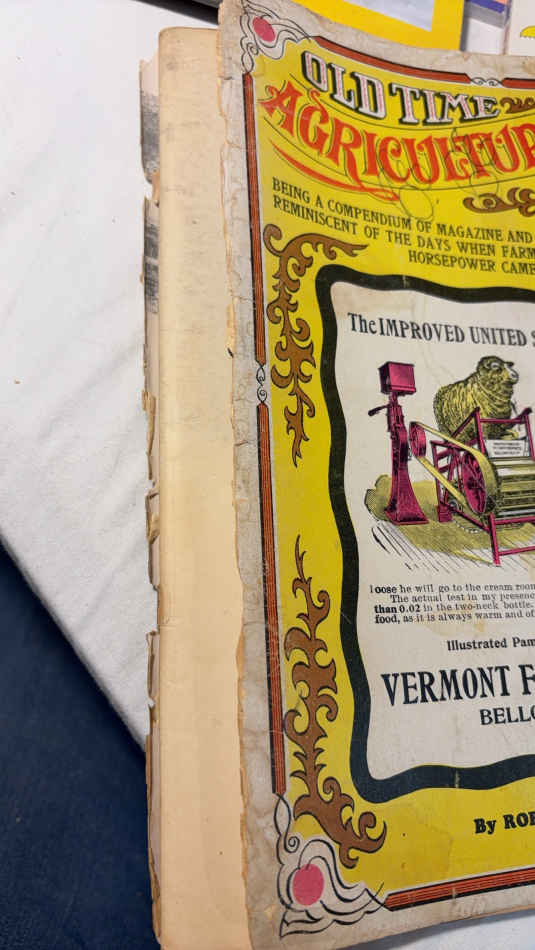 OLD TIME
AGRICULTUR
BEING A COMPENDIUM OF MAGAZINE AND
REMINISCENT OF THE DAYS WHEN FARM
HORSEPOWER CAME
The IMPROVED UNITED S
loose he will go to the cream room
The actual test in my presence
than 0.02 in the two-neck bottle.
food, as it is always warm and of
Illustrated Pam
VERMONT F
BELLO
By ROB